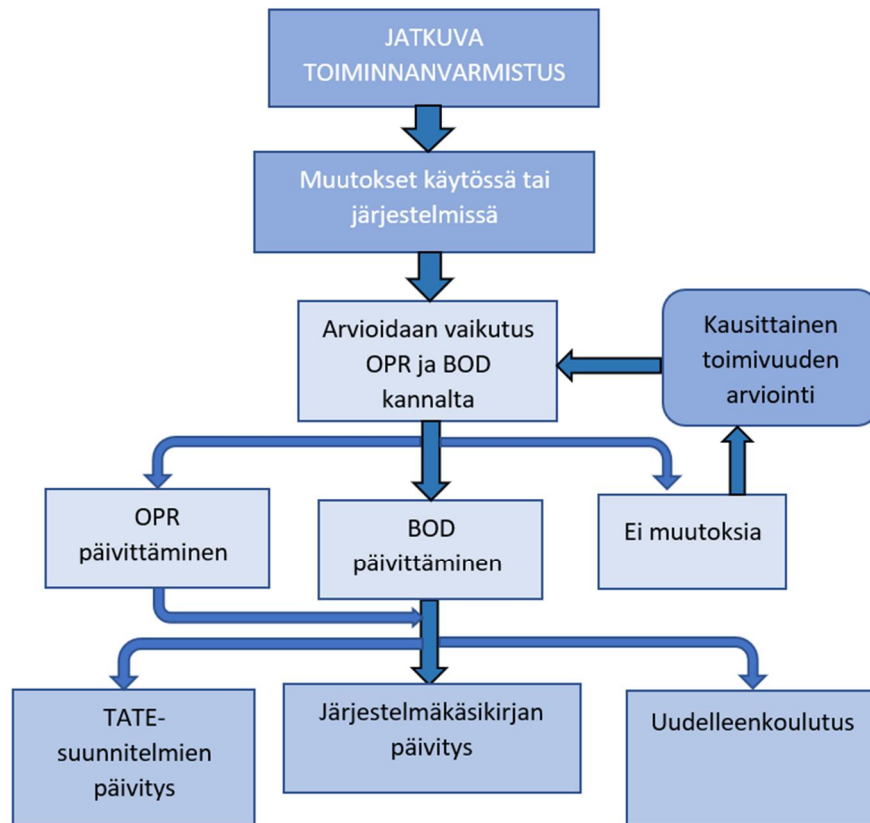 JATKUVA
TOIMINNANVARMISTUS
Muutokset käytössä tai
järjestelmissä
Arvioidaan vaikutus
OPR ja BOD
kannalta
Kausittainen
toimivuuden
arviointi
OPR
päivittäminen
BOD
päivittäminen
Ei muutoksia
TATE-
suunnitelmien
päivitys
Järjestelmäkäsikirjan
päivitys
Uudelleenkoulutus